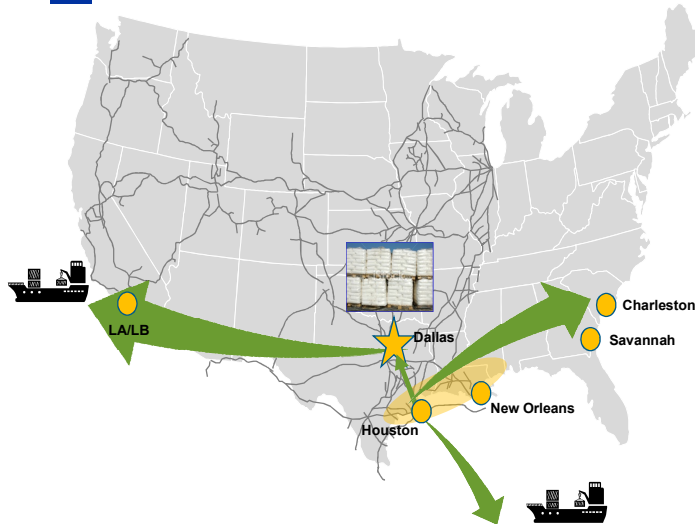 Charleston
LA/LB
Dallas
Savannah
New Orleans
Houston